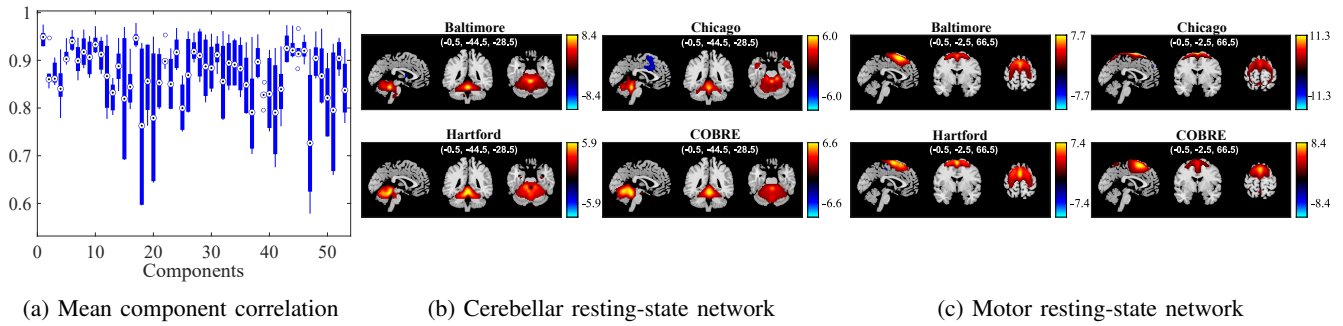 1
0.9
0.8
0.7
0.6
0 10 20 30 40 50
Components
(a) Mean component correlation
Baltimore
(-0.5, -44.5, -28.5)
8.4
-8.4
Chicago
(-0.5, -44.5, -28.5)
6.0
-6.0
Hartford
(-0.5, -44.5, -28.5)
5.9
-5.9
COBRE
(-0.5, -44.5, -28.5)
6.6
-6.6
(b) Cerebellar resting-state network
Baltimore
(-0.5, -2.5, 66.5)
7.7
-7.7
Chicago
(-0.5, -2.5, 66.5)
11.3
-11.3
Hartford
(-0.5, -2.5, 66.5)
7.4
-7.4
COBRE
(-0.5, -2.5, 66.5)
8.4
-8.4
(c) Motor resting-state network